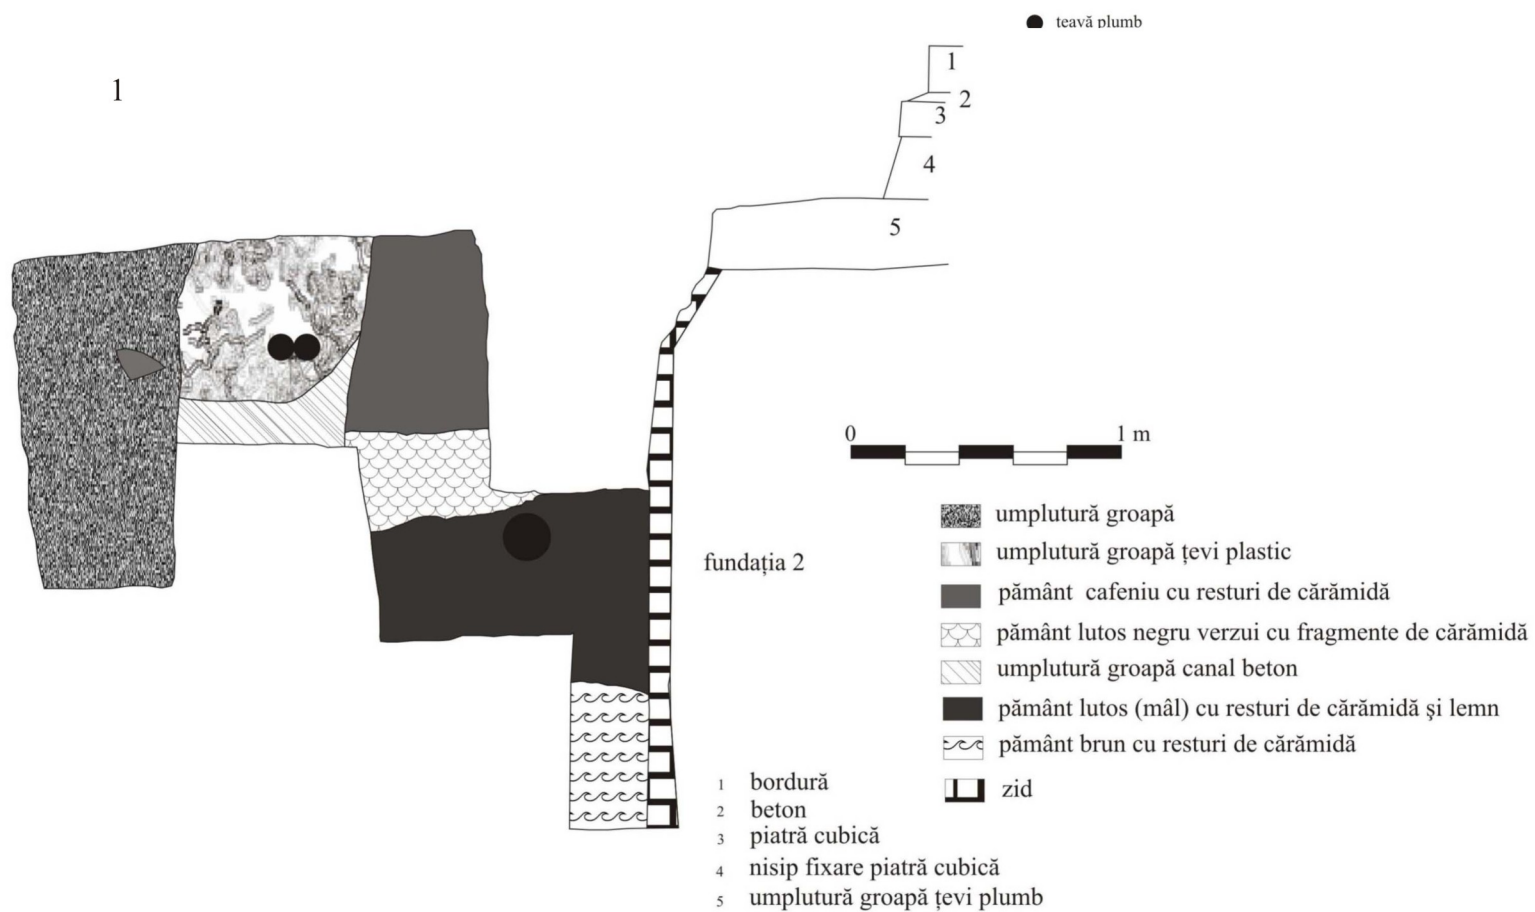 teavă plumb
1
1
2
3
4
5
0 1 m
fundația 2
umplutură groapă
umplutură groapă țevi plastic
pământ cafeniu cu resturi de cărămidă
pământ lutos negru verzui cu fragmente de cărămidă
umplutură groapă canal beton
pământ lutos (mâl) cu resturi de cărămidă și lemn
pământ brun cu resturi de cărămidă
zid
1 bordură
2 beton
3 piatră cubică
4 nisip fixare piatră cubică
5 umplutură groapă țevi plumb